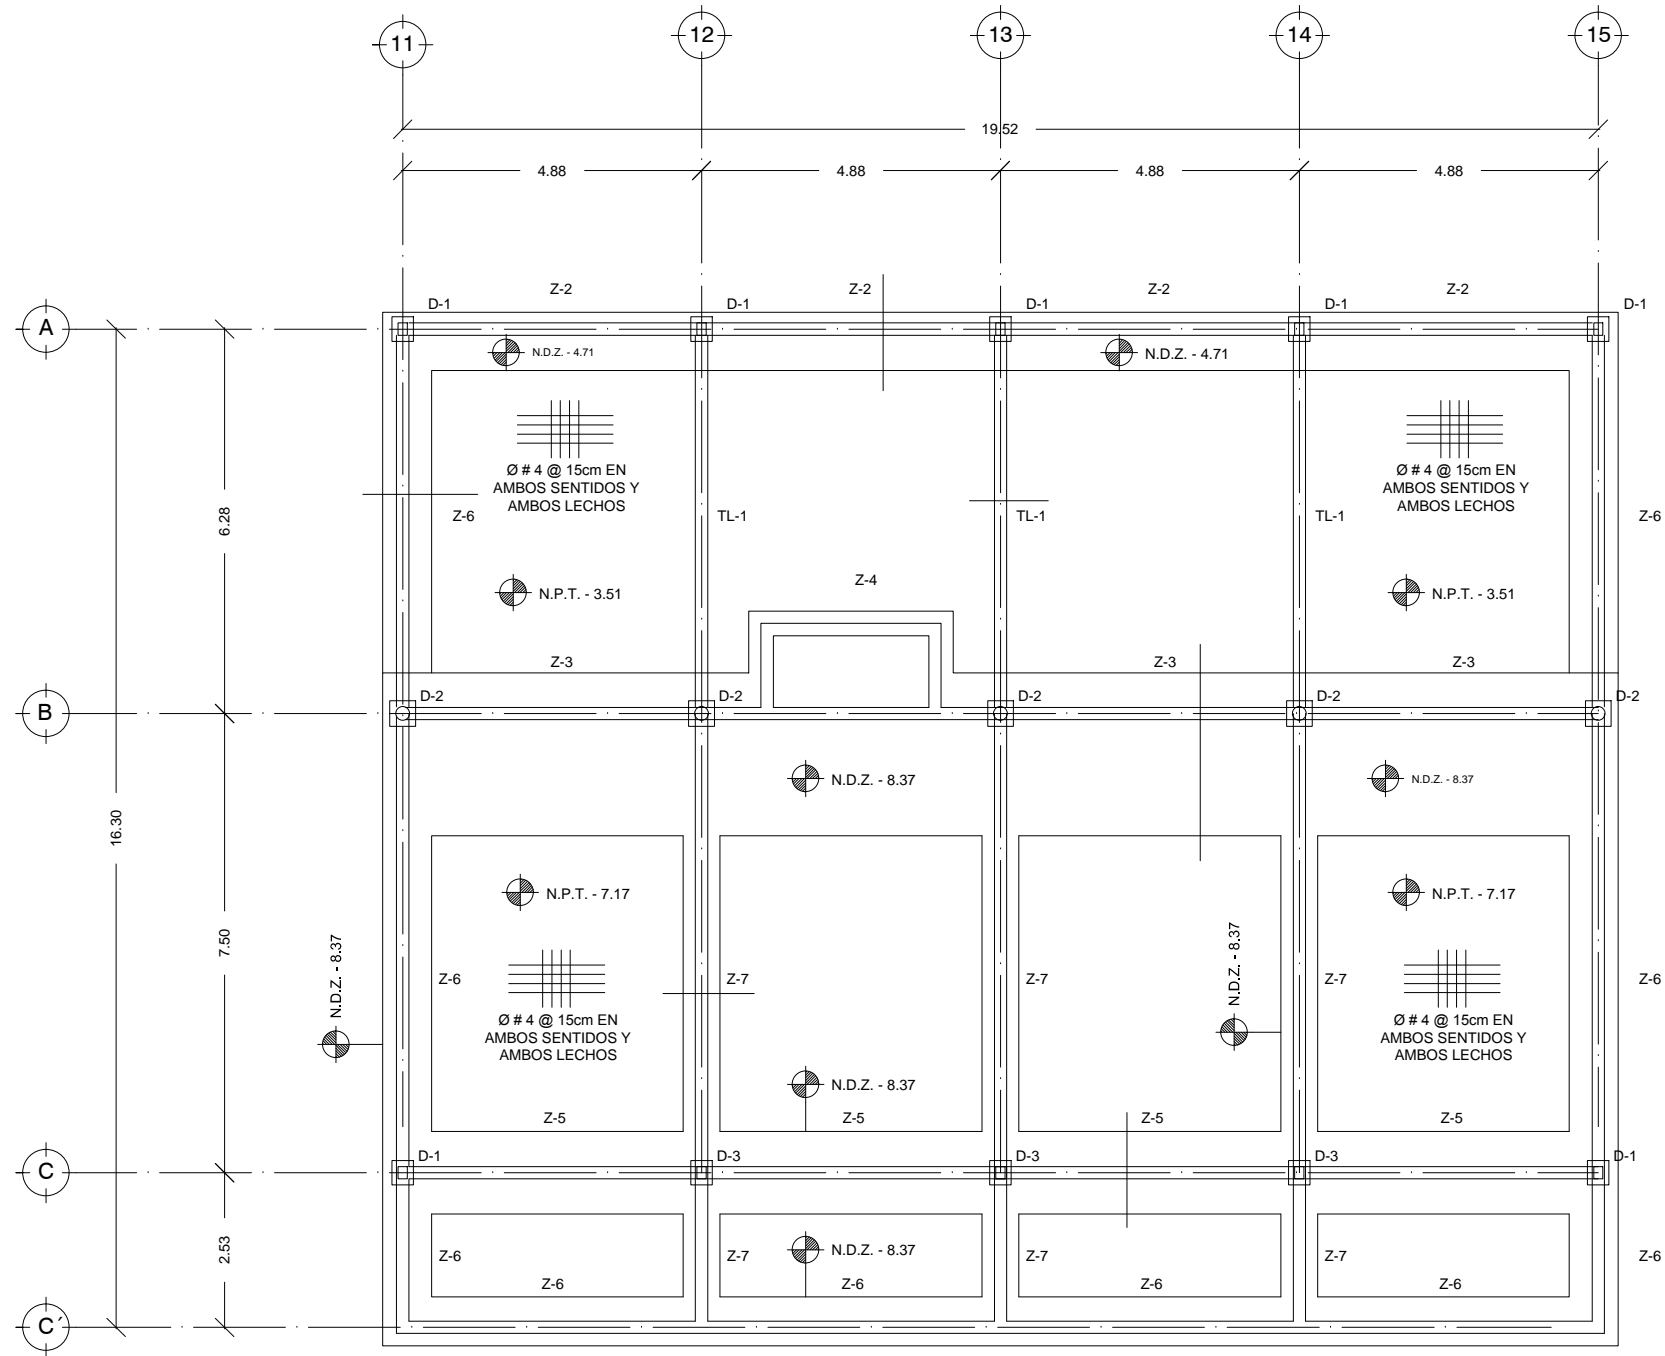 11 12 13 14 15
19.52
4.88 4.88 4.88 4.88
Z-2 Z-2 Z-2 Z-2
D-1 D-1 D-1 D-1 D-1
A
N.D.Z. - 4.71 N.D.Z. - 4.71
Ø # 4 @ 15cm EN
AMBOS SENTIDOS Y
AMBOS LECHOS
Ø # 4 @ 15cm EN
AMBOS SENTIDOS Y
AMBOS LECHOS
6.28
Z-6 TL-1 TL-1 TL-1 Z-6
Z-4
N.P.T. - 3.51 N.P.T. - 3.51
Z-3 Z-3 Z-3
D-2 D-2 D-2 D-2 D-2
B
N.D.Z. - 8.37 N.D.Z. - 8.37
16.30
N.P.T. - 7.17 N.P.T. - 7.17
7.50
N.D.Z. - 8.37
N.D.Z. - 8.37
Z-6 Z-7 Z-7 Z-7 Z-6
Ø # 4 @ 15cm EN
AMBOS SENTIDOS Y
AMBOS LECHOS
Ø # 4 @ 15cm EN
AMBOS SENTIDOS Y
AMBOS LECHOS
N.D.Z. - 8.37
Z-5 Z-5 Z-5 Z-5
D-1 D-3 D-3 D-3 D-1
C
2.53
Z-6 Z-7 N.D.Z. - 8.37 Z-7 Z-7 Z-6
Z-6 Z-6 Z-6 Z-6
C´